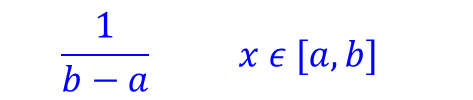 1/(b − a) x ϵ [a, b]